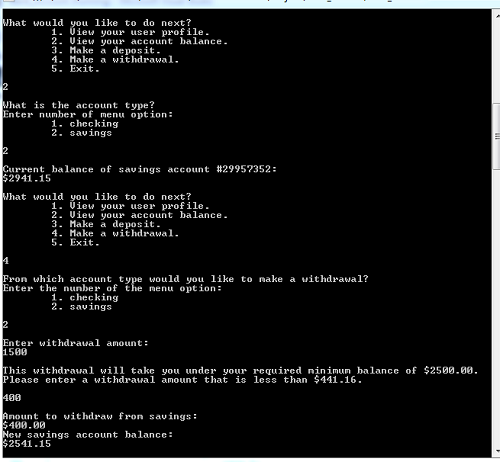 What would you like to do next?
1. View your user profile.
2. View your account balance.
3. Make a deposit.
4. Make a withdrawal.
5. Exit.
2
What is the account type?
Enter number of menu option:
1. checking
2. savings
2
Current balance of savings account #29957352:
$2941.15
What would you like to do next?
1. View your user profile.
2. View your account balance.
3. Make a deposit.
4. Make a withdrawal.
5. Exit.
4
From which account type would you like to make a withdrawal?
Enter the number of the menu option:
1. checking
2. savings
2
Enter withdrawal amount:
1500
This withdrawal will take you under your required minimum balance of $2500.00.
Please enter a withdrawal amount that is less than $441.16.
400
Amount to withdraw from savings:
$400.00
New savings account balance:
$2541.15